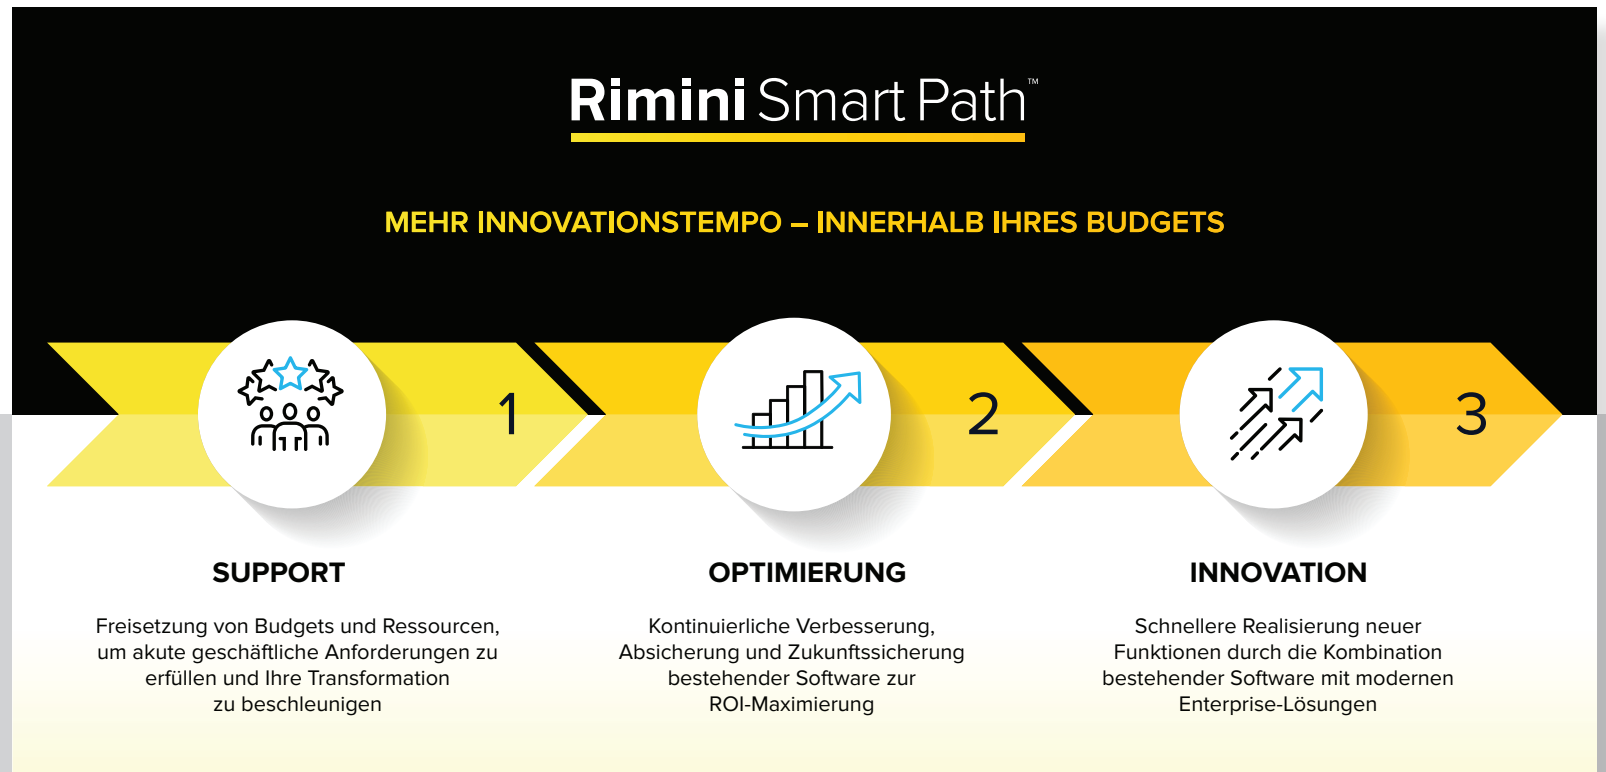 Rimini Smart Path™
MEHR INNOVATIONSTEMPO – INNERHALB IHRES BUDGETS
1
2
3
SUPPORT
Freisetzung von Budgets und Ressourcen,
um akute geschäftliche Anforderungen zu
erfüllen und Ihre Transformation
zu beschleunigen
OPTIMIERUNG
Kontinuierliche Verbesserung,
Absicherung und Zukunftssicherung
bestehender Software zur
ROI-Maximierung
INNOVATION
Schnellere Realisierung neuer
Funktionen durch die Kombination
bestehender Software mit modernen
Enterprise-Lösungen